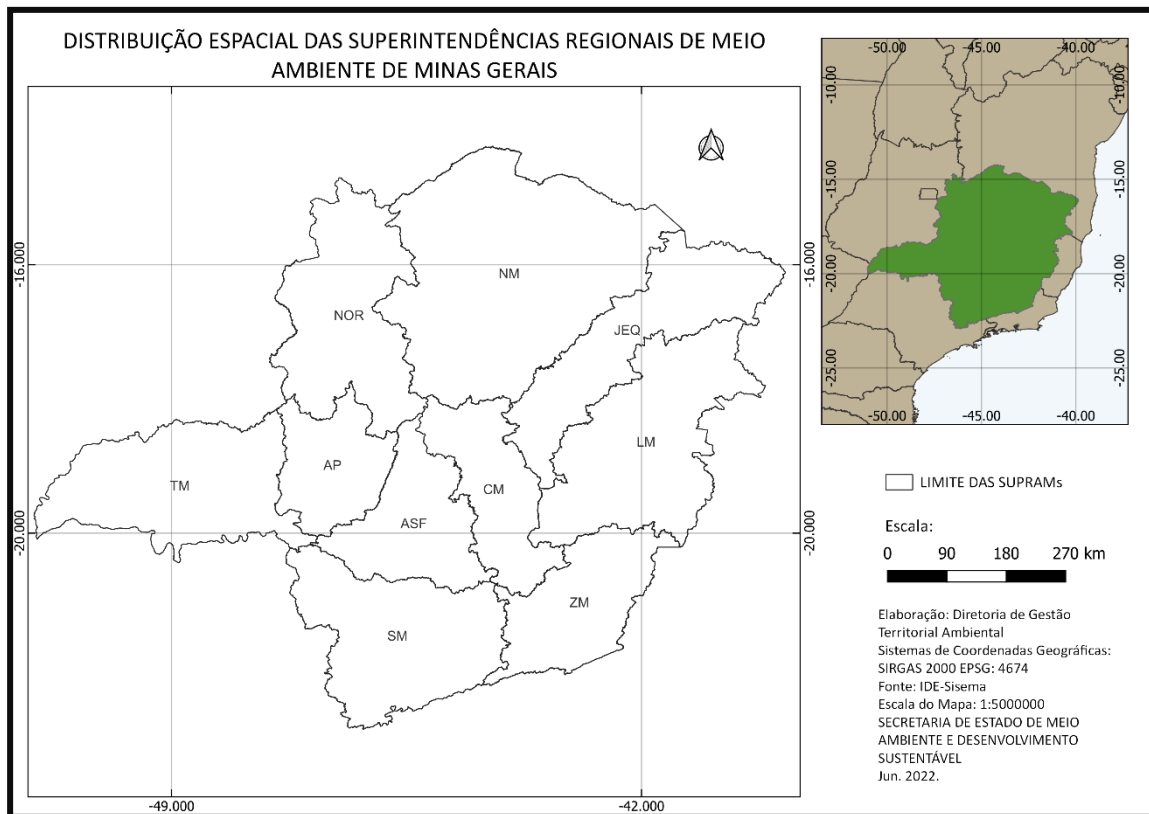 DISTRIBUIÇÃO ESPACIAL DAS SUPERINTENDÊNCIAS REGIONAIS DE MEIO
AMBIENTE DE MINAS GERAIS
-16.000
-20.000
-49.000
-42.000
-16.000
-20.000
NM
NOR
JEQ
LM
AP
TM
CM
ASF
ZM
SM
-50.00
-45.00
-40.00
-10.00
-15.00
-20.00
-25.00
-10.00
-15.00
-20.00
-25.00
-50.00
-45.00
-40.00
LIMITE DAS SUPRAMs
Escala:
0 90 180 270 km
Elaboração: Diretoria de Gestão
Territorial Ambiental
Sistemas de Coordenadas Geográficas:
SIRGAS 2000 EPSG: 4674
Fonte: IDE-Sisema
Escala do Mapa: 1:5000000
SECRETARIA DE ESTADO DE MEIO
AMBIENTE E DESENVOLVIMENTO
SUSTENTÁVEL
Jun. 2022.